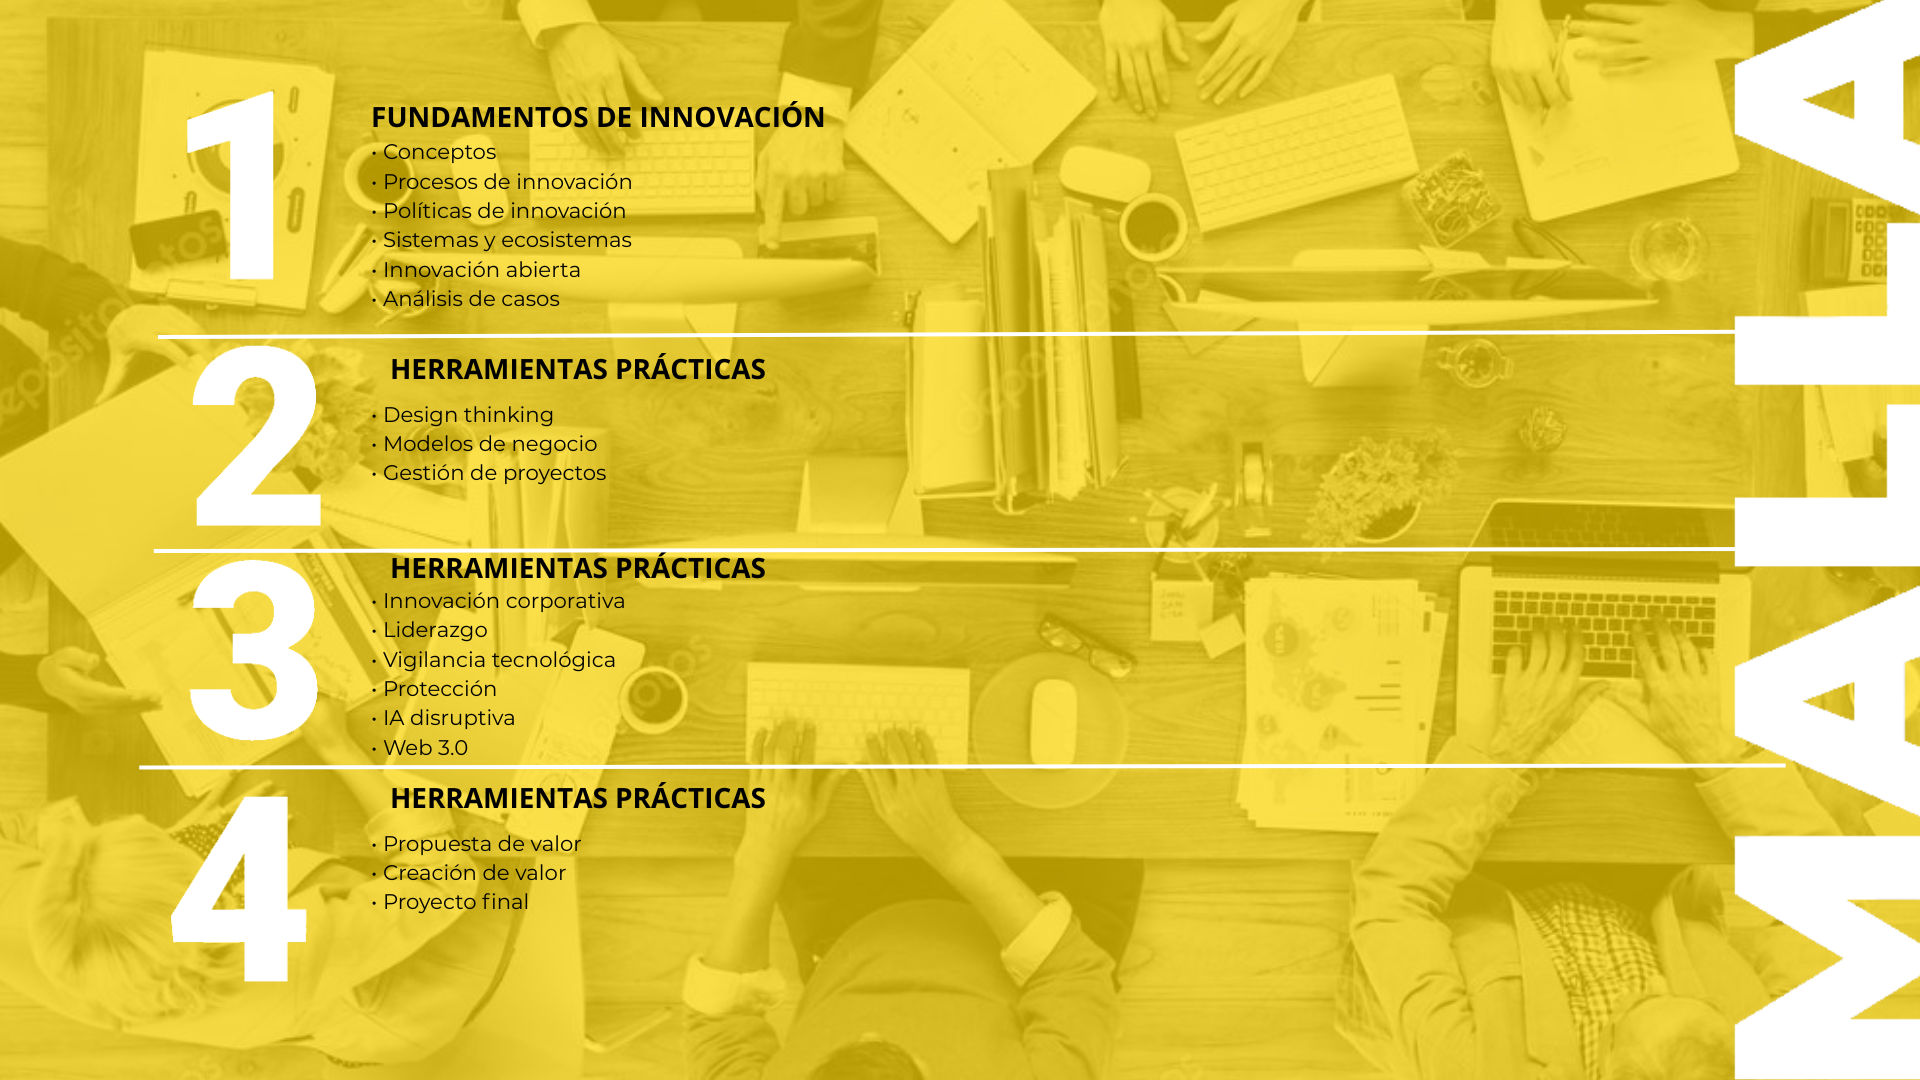 1
FUNDAMENTOS DE INNOVACIÓN
• Conceptos
• Procesos de innovación
• Políticas de innovación
• Sistemas y ecosistemas
• Innovación abierta
• Análisis de casos
2
HERRAMIENTAS PRÁCTICAS
• Design thinking
• Modelos de negocio
• Gestión de proyectos
3
HERRAMIENTAS PRÁCTICAS
• Innovación corporativa
• Liderazgo
• Vigilancia tecnológica
• Protección
• IA disruptiva
• Web 3.0
4
HERRAMIENTAS PRÁCTICAS
• Propuesta de valor
• Creación de valor
• Proyecto final
MALLA